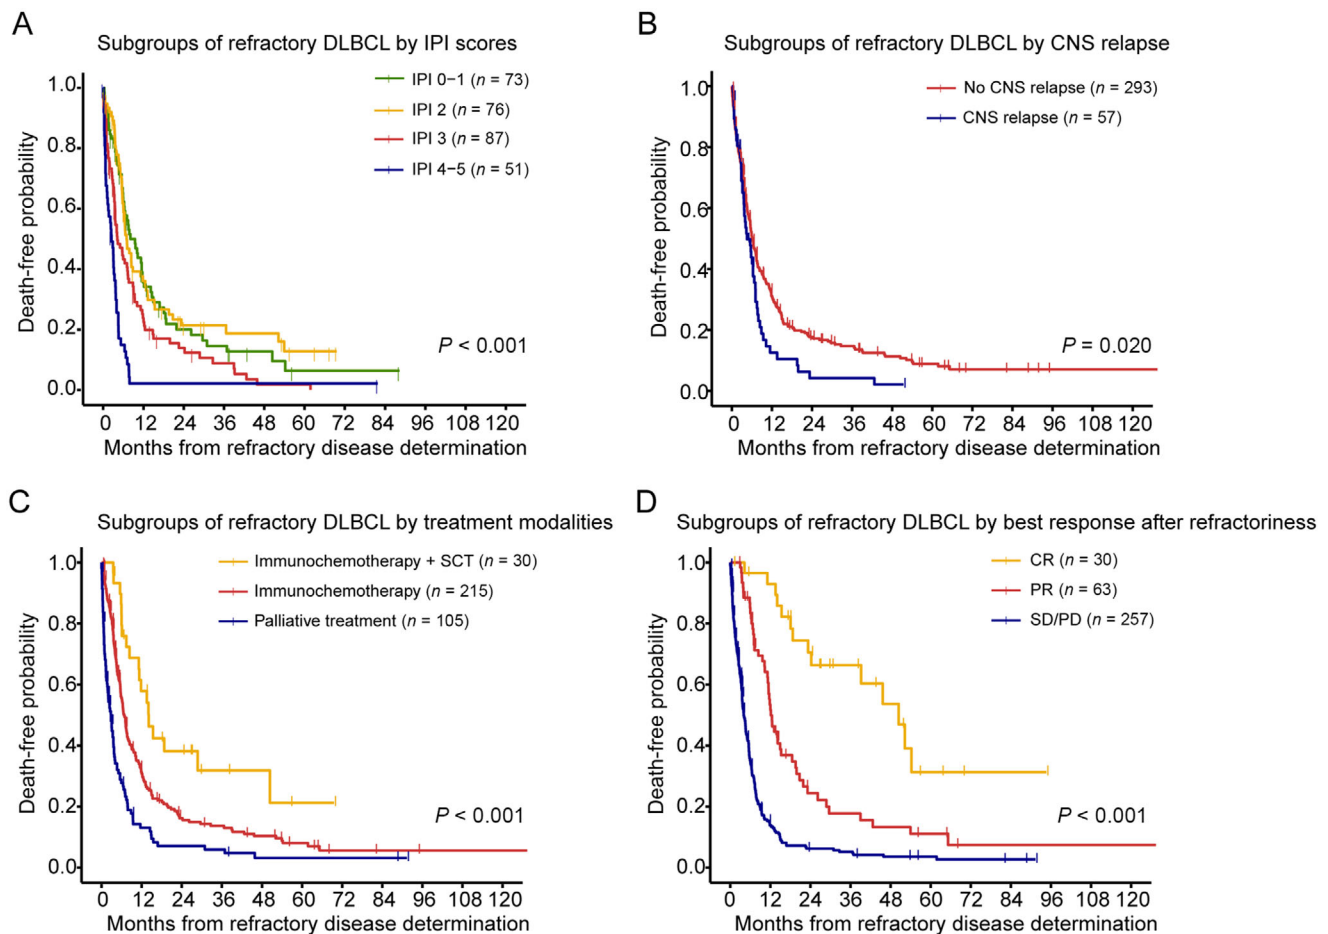 A
Subgroups of refractory DLBCL by IPI scores
IPI 0−1 (n = 73)
IPI 2 (n = 76)
IPI 3 (n = 87)
IPI 4−5 (n = 51)
Death-free probability
1.0
0.8
0.6
0.4
0.2
0.0
P < 0.001
0 12 24 36 48 60 72 84 96 108 120
Months from refractory disease determination
B
Subgroups of refractory DLBCL by CNS relapse
No CNS relapse (n = 293)
CNS relapse (n = 57)
Death-free probability
1.0
0.8
0.6
0.4
0.2
0.0
P = 0.020
0 12 24 36 48 60 72 84 96 108 120
Months from refractory disease determination
C
Subgroups of refractory DLBCL by treatment modalities
Immunochemotherapy + SCT (n = 30)
Immunochemotherapy (n = 215)
Palliative treatment (n = 105)
Death-free probability
1.0
0.8
0.6
0.4
0.2
0.0
P < 0.001
0 12 24 36 48 60 72 84 96 108 120
Months from refractory disease determination
D
Subgroups of refractory DLBCL by best response after refractoriness
CR (n = 30)
PR (n = 63)
SD/PD (n = 257)
Death-free probability
1.0
0.8
0.6
0.4
0.2
0.0
P < 0.001
0 12 24 36 48 60 72 84 96 108 120
Months from refractory disease determination